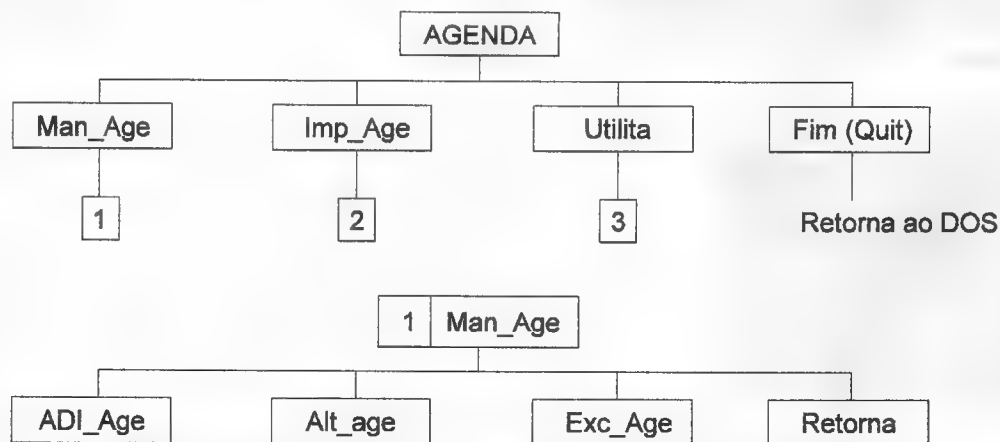 AGENDA
Man_Age Imp_Age Utilita Fim (Quit)
1 2 3 Retorna ao DOS
1 Man_Age
ADI_Age Alt_age Exc_Age Retorna